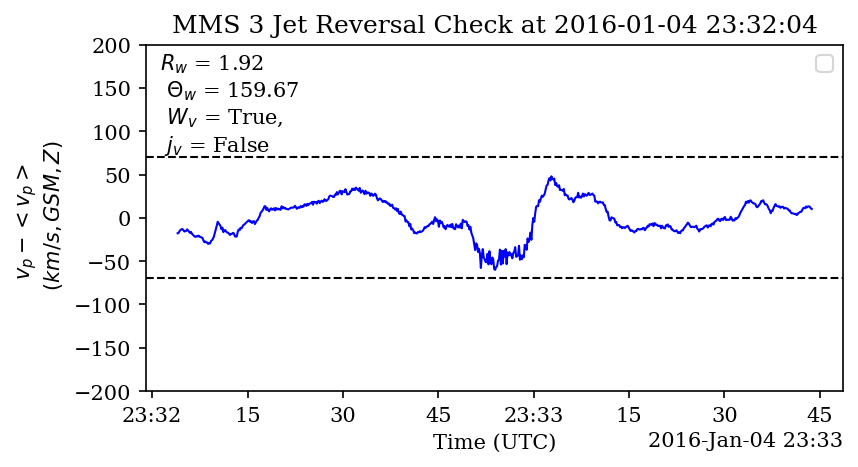 MMS 3 Jet Reversal Check at 2016-01-04 23:32:04
200
150
100
50
0
−50
−100
−150
−200
v_p − < v_p >
(km/s, GSM, Z)
R_w = 1.92
Θ_w = 159.67
W_v = True,
j_v = False
23:32 15 30 45 23:33 15 30 45
Time (UTC)
2016-Jan-04 23:33